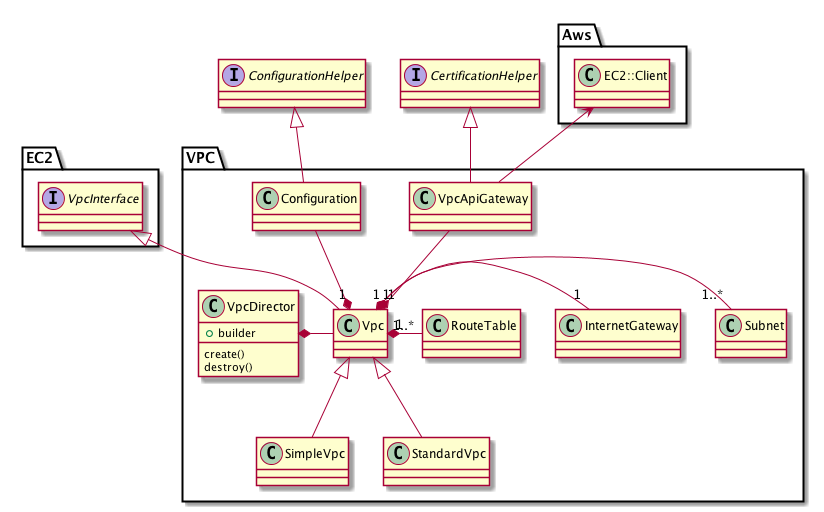 Aws
ConfigurationHelper
CertificationHelper
EC2::Client
EC2
VPC
VpcInterface
Configuration
VpcApiGateway
1
1
1
1
1
1..*
VpcDirector
builder
create()
destroy()
Vpc
1
1..*
RouteTable
InternetGateway
Subnet
SimpleVpc
StandardVpc